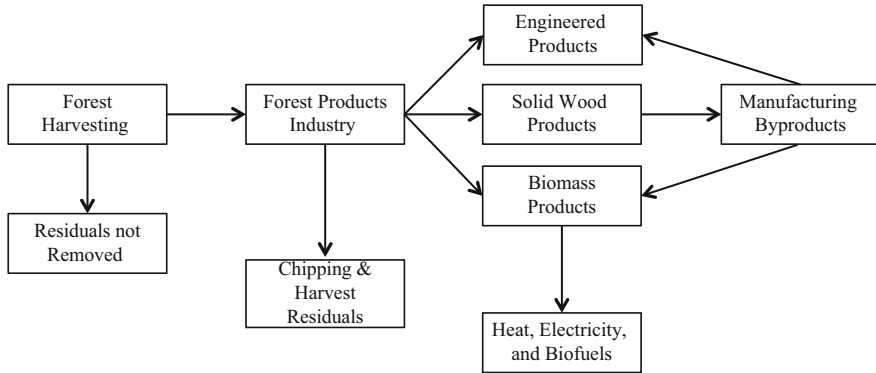 Engineered
Products
Forest
Harvesting
Forest Products
Industry
Solid Wood
Products
Manufacturing
Byproducts
Biomass
Products
Residuals not
Removed
Chipping &
Harvest
Residuals
Heat, Electricity,
and Biofuels